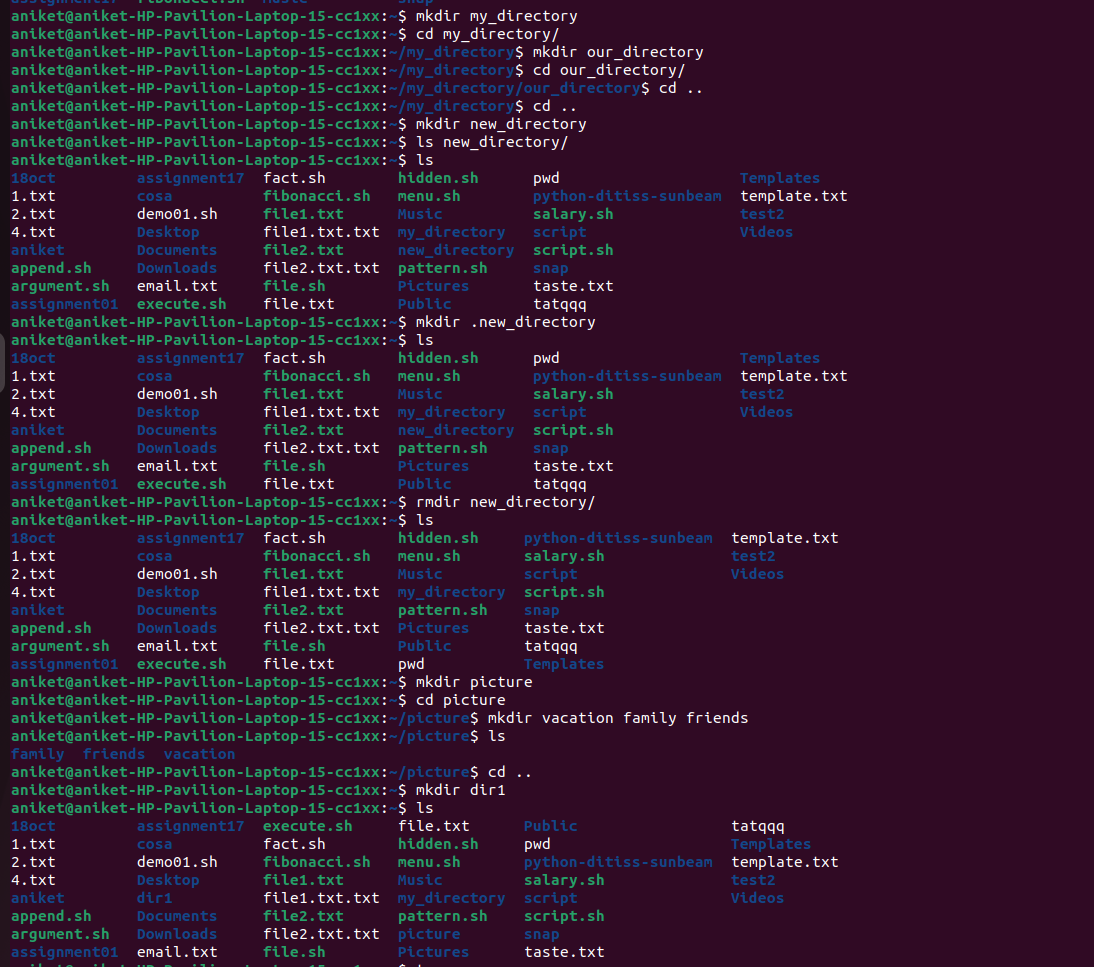 assignment17 fibonacci.sh Music snap
aniket@aniket-HP-Pavilion-Laptop-15-cc1xx:~$ mkdir my_directory
aniket@aniket-HP-Pavilion-Laptop-15-cc1xx:~$ cd my_directory/
aniket@aniket-HP-Pavilion-Laptop-15-cc1xx:~/my_directory$ mkdir our_directory
aniket@aniket-HP-Pavilion-Laptop-15-cc1xx:~/my_directory$ cd our_directory/
aniket@aniket-HP-Pavilion-Laptop-15-cc1xx:~/my_directory/our_directory$ cd ..
aniket@aniket-HP-Pavilion-Laptop-15-cc1xx:~/my_directory$ cd ..
aniket@aniket-HP-Pavilion-Laptop-15-cc1xx:~$ mkdir new_directory
aniket@aniket-HP-Pavilion-Laptop-15-cc1xx:~$ ls new_directory/
aniket@aniket-HP-Pavilion-Laptop-15-cc1xx:~$ ls
18oct assignment17 fact.sh hidden.sh pwd Templates
1.txt cosa fibonacci.sh menu.sh python-ditiss-sunbeam template.txt
2.txt demo01.sh file1.txt Music salary.sh test2
4.txt Desktop file1.txt.txt my_directory script Videos
aniket Documents file2.txt new_directory script.sh
append.sh Downloads file2.txt.txt pattern.sh snap
argument.sh email.txt file.sh Pictures taste.txt
assignment01 execute.sh file.txt Public tatqqq
aniket@aniket-HP-Pavilion-Laptop-15-cc1xx:~$ mkdir .new_directory
aniket@aniket-HP-Pavilion-Laptop-15-cc1xx:~$ ls
18oct assignment17 fact.sh hidden.sh pwd Templates
1.txt cosa fibonacci.sh menu.sh python-ditiss-sunbeam template.txt
2.txt demo01.sh file1.txt Music salary.sh test2
4.txt Desktop file1.txt.txt my_directory script Videos
aniket Documents file2.txt new_directory script.sh
append.sh Downloads file2.txt.txt pattern.sh snap
argument.sh email.txt file.sh Pictures taste.txt
assignment01 execute.sh file.txt Public tatqqq
aniket@aniket-HP-Pavilion-Laptop-15-cc1xx:~$ rmdir new_directory/
aniket@aniket-HP-Pavilion-Laptop-15-cc1xx:~$ ls
18oct assignment17 fact.sh hidden.sh python-ditiss-sunbeam template.txt
1.txt cosa fibonacci.sh menu.sh salary.sh test2
2.txt demo01.sh file1.txt Music script Videos
4.txt Desktop file1.txt.txt my_directory script.sh
aniket Documents file2.txt pattern.sh snap
append.sh Downloads file2.txt.txt Pictures taste.txt
argument.sh email.txt file.sh Public tatqqq
assignment01 execute.sh file.txt pwd Templates
aniket@aniket-HP-Pavilion-Laptop-15-cc1xx:~$ mkdir picture
aniket@aniket-HP-Pavilion-Laptop-15-cc1xx:~$ cd picture
aniket@aniket-HP-Pavilion-Laptop-15-cc1xx:~/picture$ mkdir vacation family friends
aniket@aniket-HP-Pavilion-Laptop-15-cc1xx:~/picture$ ls
family friends vacation
aniket@aniket-HP-Pavilion-Laptop-15-cc1xx:~/picture$ cd ..
aniket@aniket-HP-Pavilion-Laptop-15-cc1xx:~$ mkdir dir1
aniket@aniket-HP-Pavilion-Laptop-15-cc1xx:~$ ls
18oct assignment17 execute.sh file.txt Public tatqqq
1.txt cosa fact.sh hidden.sh pwd Templates
2.txt demo01.sh fibonacci.sh menu.sh python-ditiss-sunbeam template.txt
4.txt Desktop file1.txt Music salary.sh test2
aniket dir1 file1.txt.txt my_directory script Videos
append.sh Documents file2.txt pattern.sh script.sh
argument.sh Downloads file2.txt.txt picture snap
assignment01 email.txt file.sh Pictures taste.txt